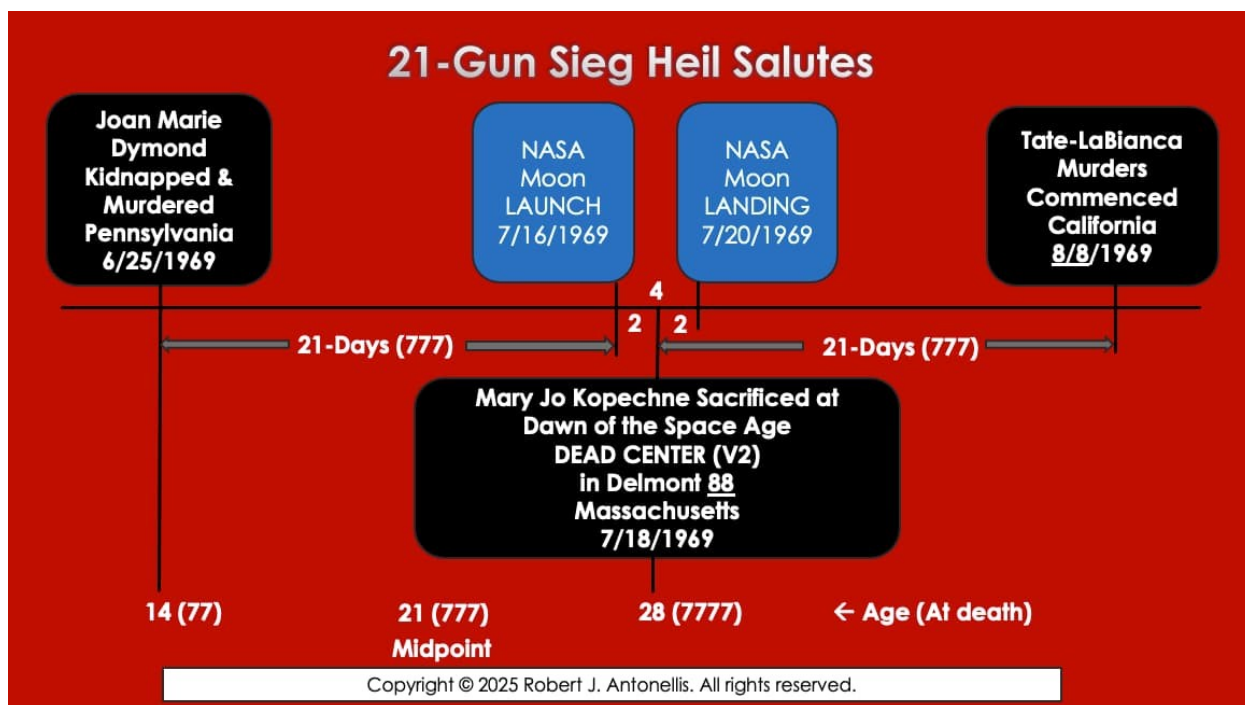 21-Gun Sieg Heil Salutes
Joan Marie
Dymond
Kidnapped &
Murdered
Pennsylvania
6/25/1969
NASA
Moon
LAUNCH
7/16/1969
NASA
Moon
LANDING
7/20/1969
Tate-LaBianca
Murders
Commenced
California
8/8/1969
4
2
2
21-Days (777)
21-Days (777)
Mary Jo Kopechne Sacrificed at
Dawn of the Space Age
DEAD CENTER (V2)
in Delmont 88
Massachusetts
7/18/1969
14 (77)
21 (777)
Midpoint
28 (7777)
← Age (At death)
Copyright © 2025 Robert J. Antonellis. All rights reserved.